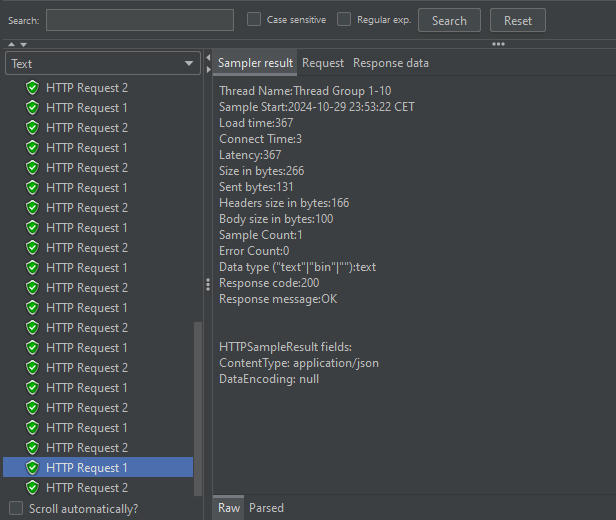 Search:
Case sensitive
Regular exp.
Search
Reset
Text
HTTP Request 2
HTTP Request 1
HTTP Request 2
HTTP Request 1
HTTP Request 2
HTTP Request 1
HTTP Request 2
HTTP Request 1
HTTP Request 2
HTTP Request 1
HTTP Request 2
HTTP Request 1
HTTP Request 2
HTTP Request 1
HTTP Request 2
HTTP Request 1
HTTP Request 2
HTTP Request 1
HTTP Request 2
HTTP Request 1
HTTP Request 2
Scroll automatically?
Sampler result
Request
Response data
Thread Name:Thread Group 1-10
Sample Start:2024-10-29 23:53:22 CET
Load time:367
Connect Time:3
Latency:367
Size in bytes:266
Sent bytes:131
Headers size in bytes:166
Body size in bytes:100
Sample Count:1
Error Count:0
Data type ("text"|"bin"|""):text
Response code:200
Response message:OK
HTTPSampleResult fields:
ContentType: application/json
DataEncoding: null
Raw
Parsed